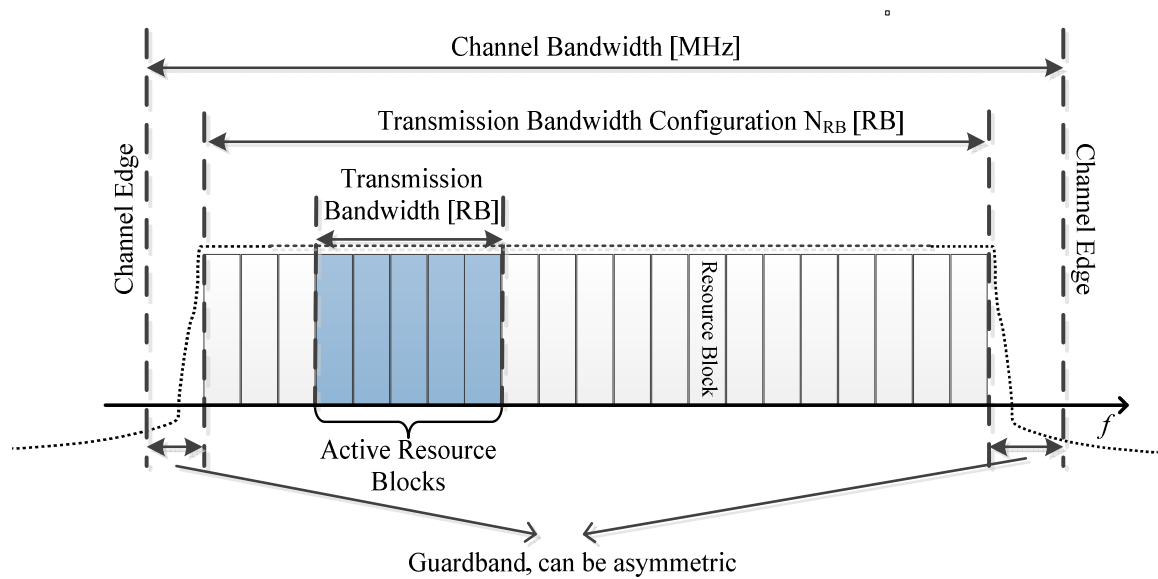 Channel Bandwidth [MHz]
Transmission Bandwidth Configuration N_RB [RB]
Channel Edge
Transmission
Bandwidth [RB]
Channel Edge
Resource Block
f
Active Resource
Blocks
Guardband, can be asymmetric